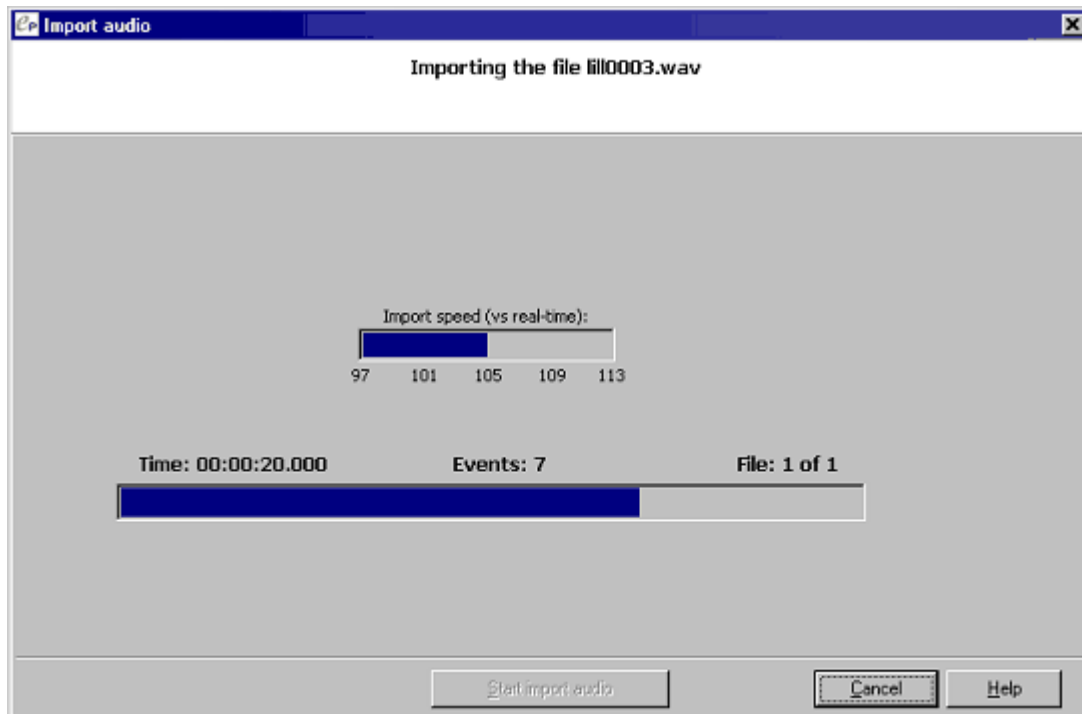 CP Import audio
Importing the file lill0003.wav
Import speed (vs real-time):
97 101 105 109 113
Time: 00:00:20.000 Events: 7 File: 1 of 1
Start import audio Cancel Help